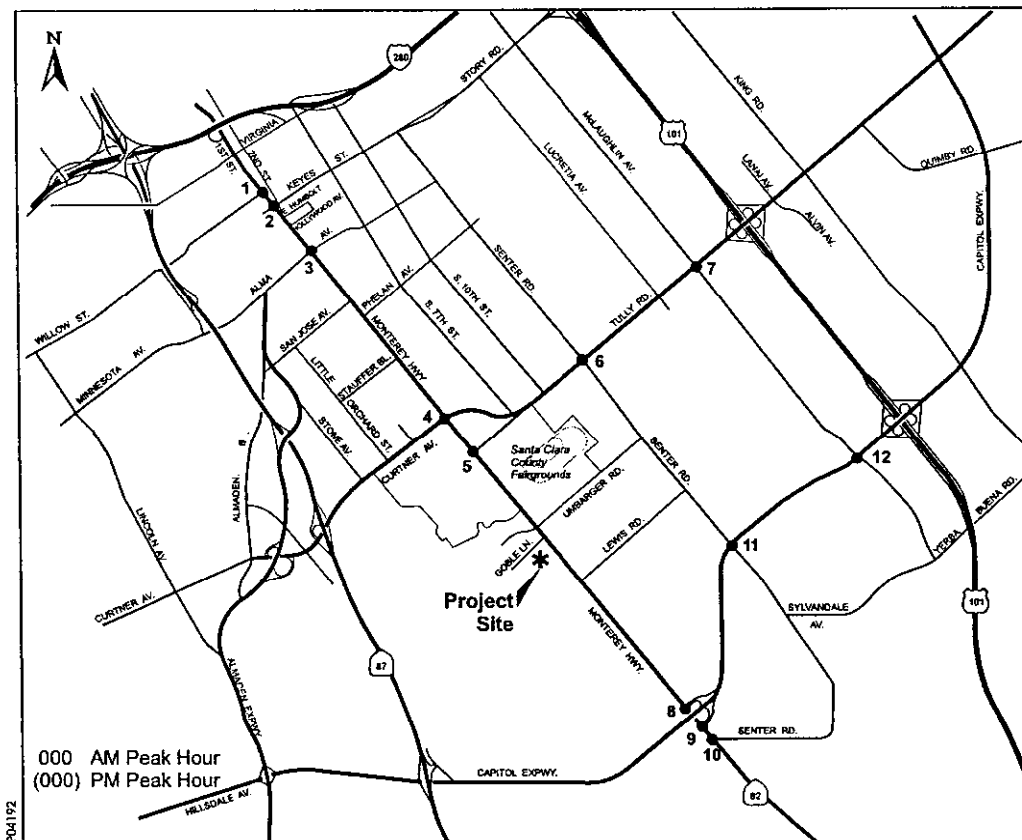 N
280
STORY RD.
KING RD.
VIRGINIA
1ST ST.
2ND ST.
KEYES ST.
McLAUGHLIN AV.
101
LUCRETIA AV.
LANAI AV.
QUIMBY RD.
ALVIN AV.
CAPITOL EXPWY.
1
2
E. HUMBOLT
HOLLYWOOD AV.
3
ALMA AV.
PHELAN AV.
SENTER RD.
S. 10TH ST.
S. 7TH ST.
7
TULLY RD.
WILLOW ST.
MINNESOTA AV.
SAN JOSE AV.
MONTEREY HWY.
LITTLE ORCHARD ST.
STAUFFER BL.
STONE AV.
6
4
CURTNER AV.
5
Santa Clara
County
Fairgrounds
SENTER RD.
12
ALMADEN
LINCOLN AV.
UMBARGER RD.
LEWIS RD.
GOBLE LN.
11
YERBA BUENA RD.
CURTNER AV.
Project
Site
SYLVANDALE
AV.
101
MONTEREY HWY.
87
ALMADEN EXPWY.
8
9
10
SENTER RD.
82
000 AM Peak Hour
(000) PM Peak Hour
HILLSDALE AV.
CAPITOL EXPWY.
P04192